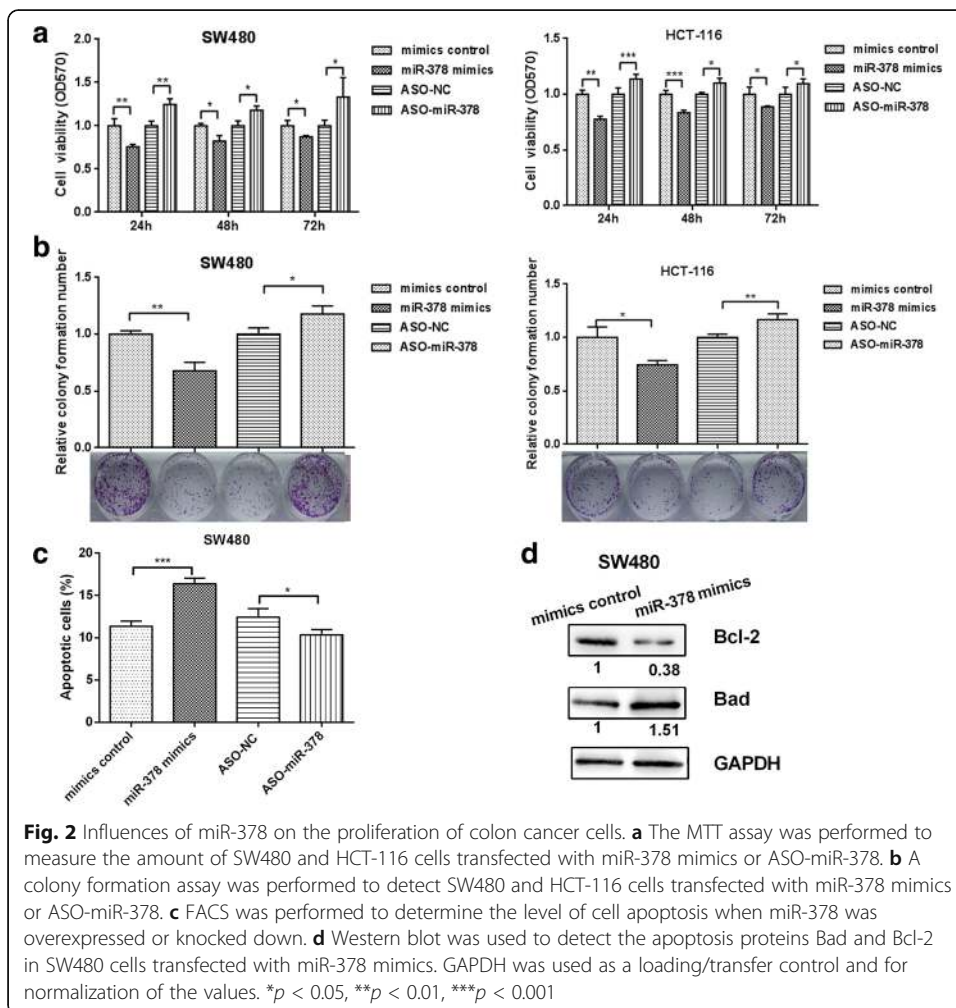 a
SW480
Cell viability (OD570)
2.0
1.5
1.0
0.5
0.0
24h
48h
72h
**
**
*
*
*
*
mimics control
miR-378 mimics
ASO-NC
ASO-miR-378
HCT-116
Cell viability (OD570)
1.5
1.0
0.5
0.0
24h
48h
72h
**
***
***
*
*
*
mimics control
miR-378 mimics
ASO-NC
ASO-miR-378
b
SW480
Relative colony formation number
1.5
1.0
0.5
0.0
**
*
mimics control
miR-378 mimics
ASO-NC
ASO-miR-378
HCT-116
Relative colony formation number
1.5
1.0
0.5
0.0
*
**
mimics control
miR-378 mimics
ASO-NC
ASO-miR-378
c
SW480
Apoptotic cells (%)
20
15
10
5
0
***
*
mimics control
miR-378 mimics
ASO-NC
ASO-miR-378
d
SW480
mimics control
miR-378 mimics
Bcl-2
1
0.38
Bad
1
1.51
GAPDH
Fig. 2 Influences of miR-378 on the proliferation of colon cancer cells. a The MTT assay was performed to
measure the amount of SW480 and HCT-116 cells transfected with miR-378 mimics or ASO-miR-378. b A
colony formation assay was performed to detect SW480 and HCT-116 cells transfected with miR-378 mimics
or ASO-miR-378. c FACS was performed to determine the level of cell apoptosis when miR-378 was
overexpressed or knocked down. d Western blot was used to detect the apoptosis proteins Bad and Bcl-2
in SW480 cells transfected with miR-378 mimics. GAPDH was used as a loading/transfer control and for
normalization of the values. *p < 0.05, **p < 0.01, ***p < 0.001